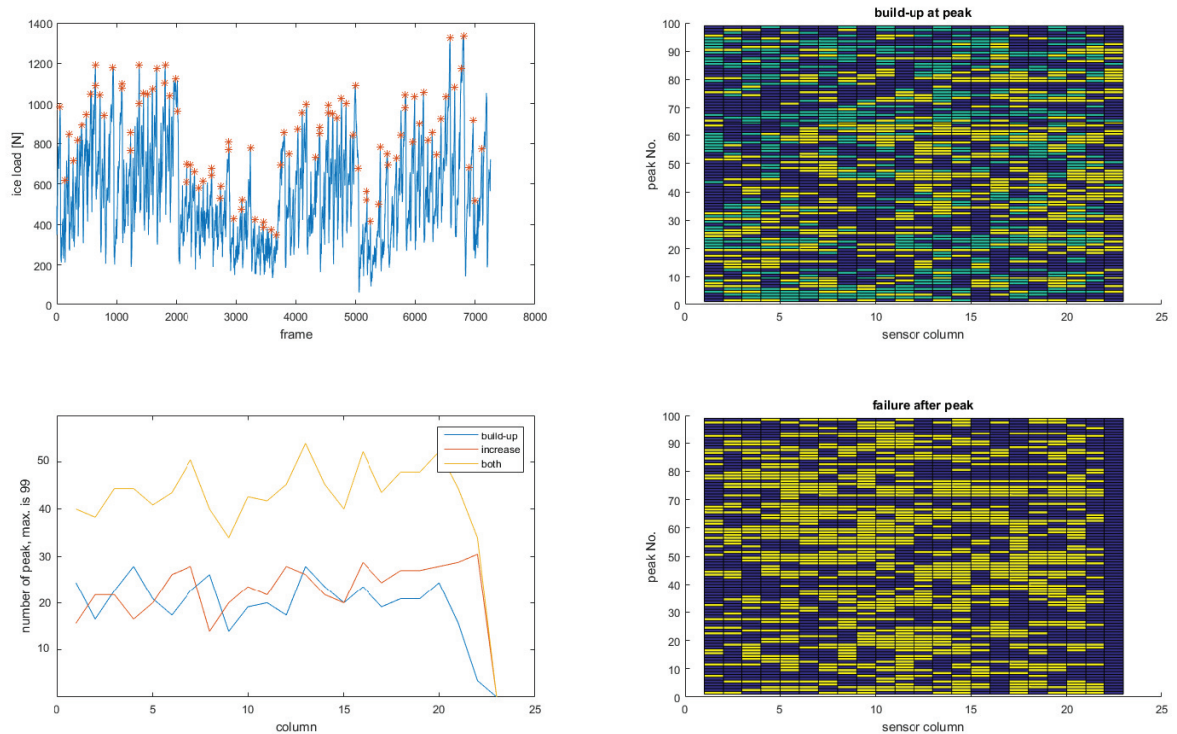 1400
1200
1000
800
600
400
200
0
ice load [N]
0 1000 2000 3000 4000 5000 6000 7000 8000
frame
build-up at peak
100
90
80
70
60
50
40
30
20
10
0
peak No.
0 5 10 15 20 25
sensor column
50
40
30
20
10
number of peak, max. is 99
build-up
increase
both
0 5 10 15 20 25
column
failure after peak
100
90
80
70
60
50
40
30
20
10
0
peak No.
0 5 10 15 20 25
sensor column